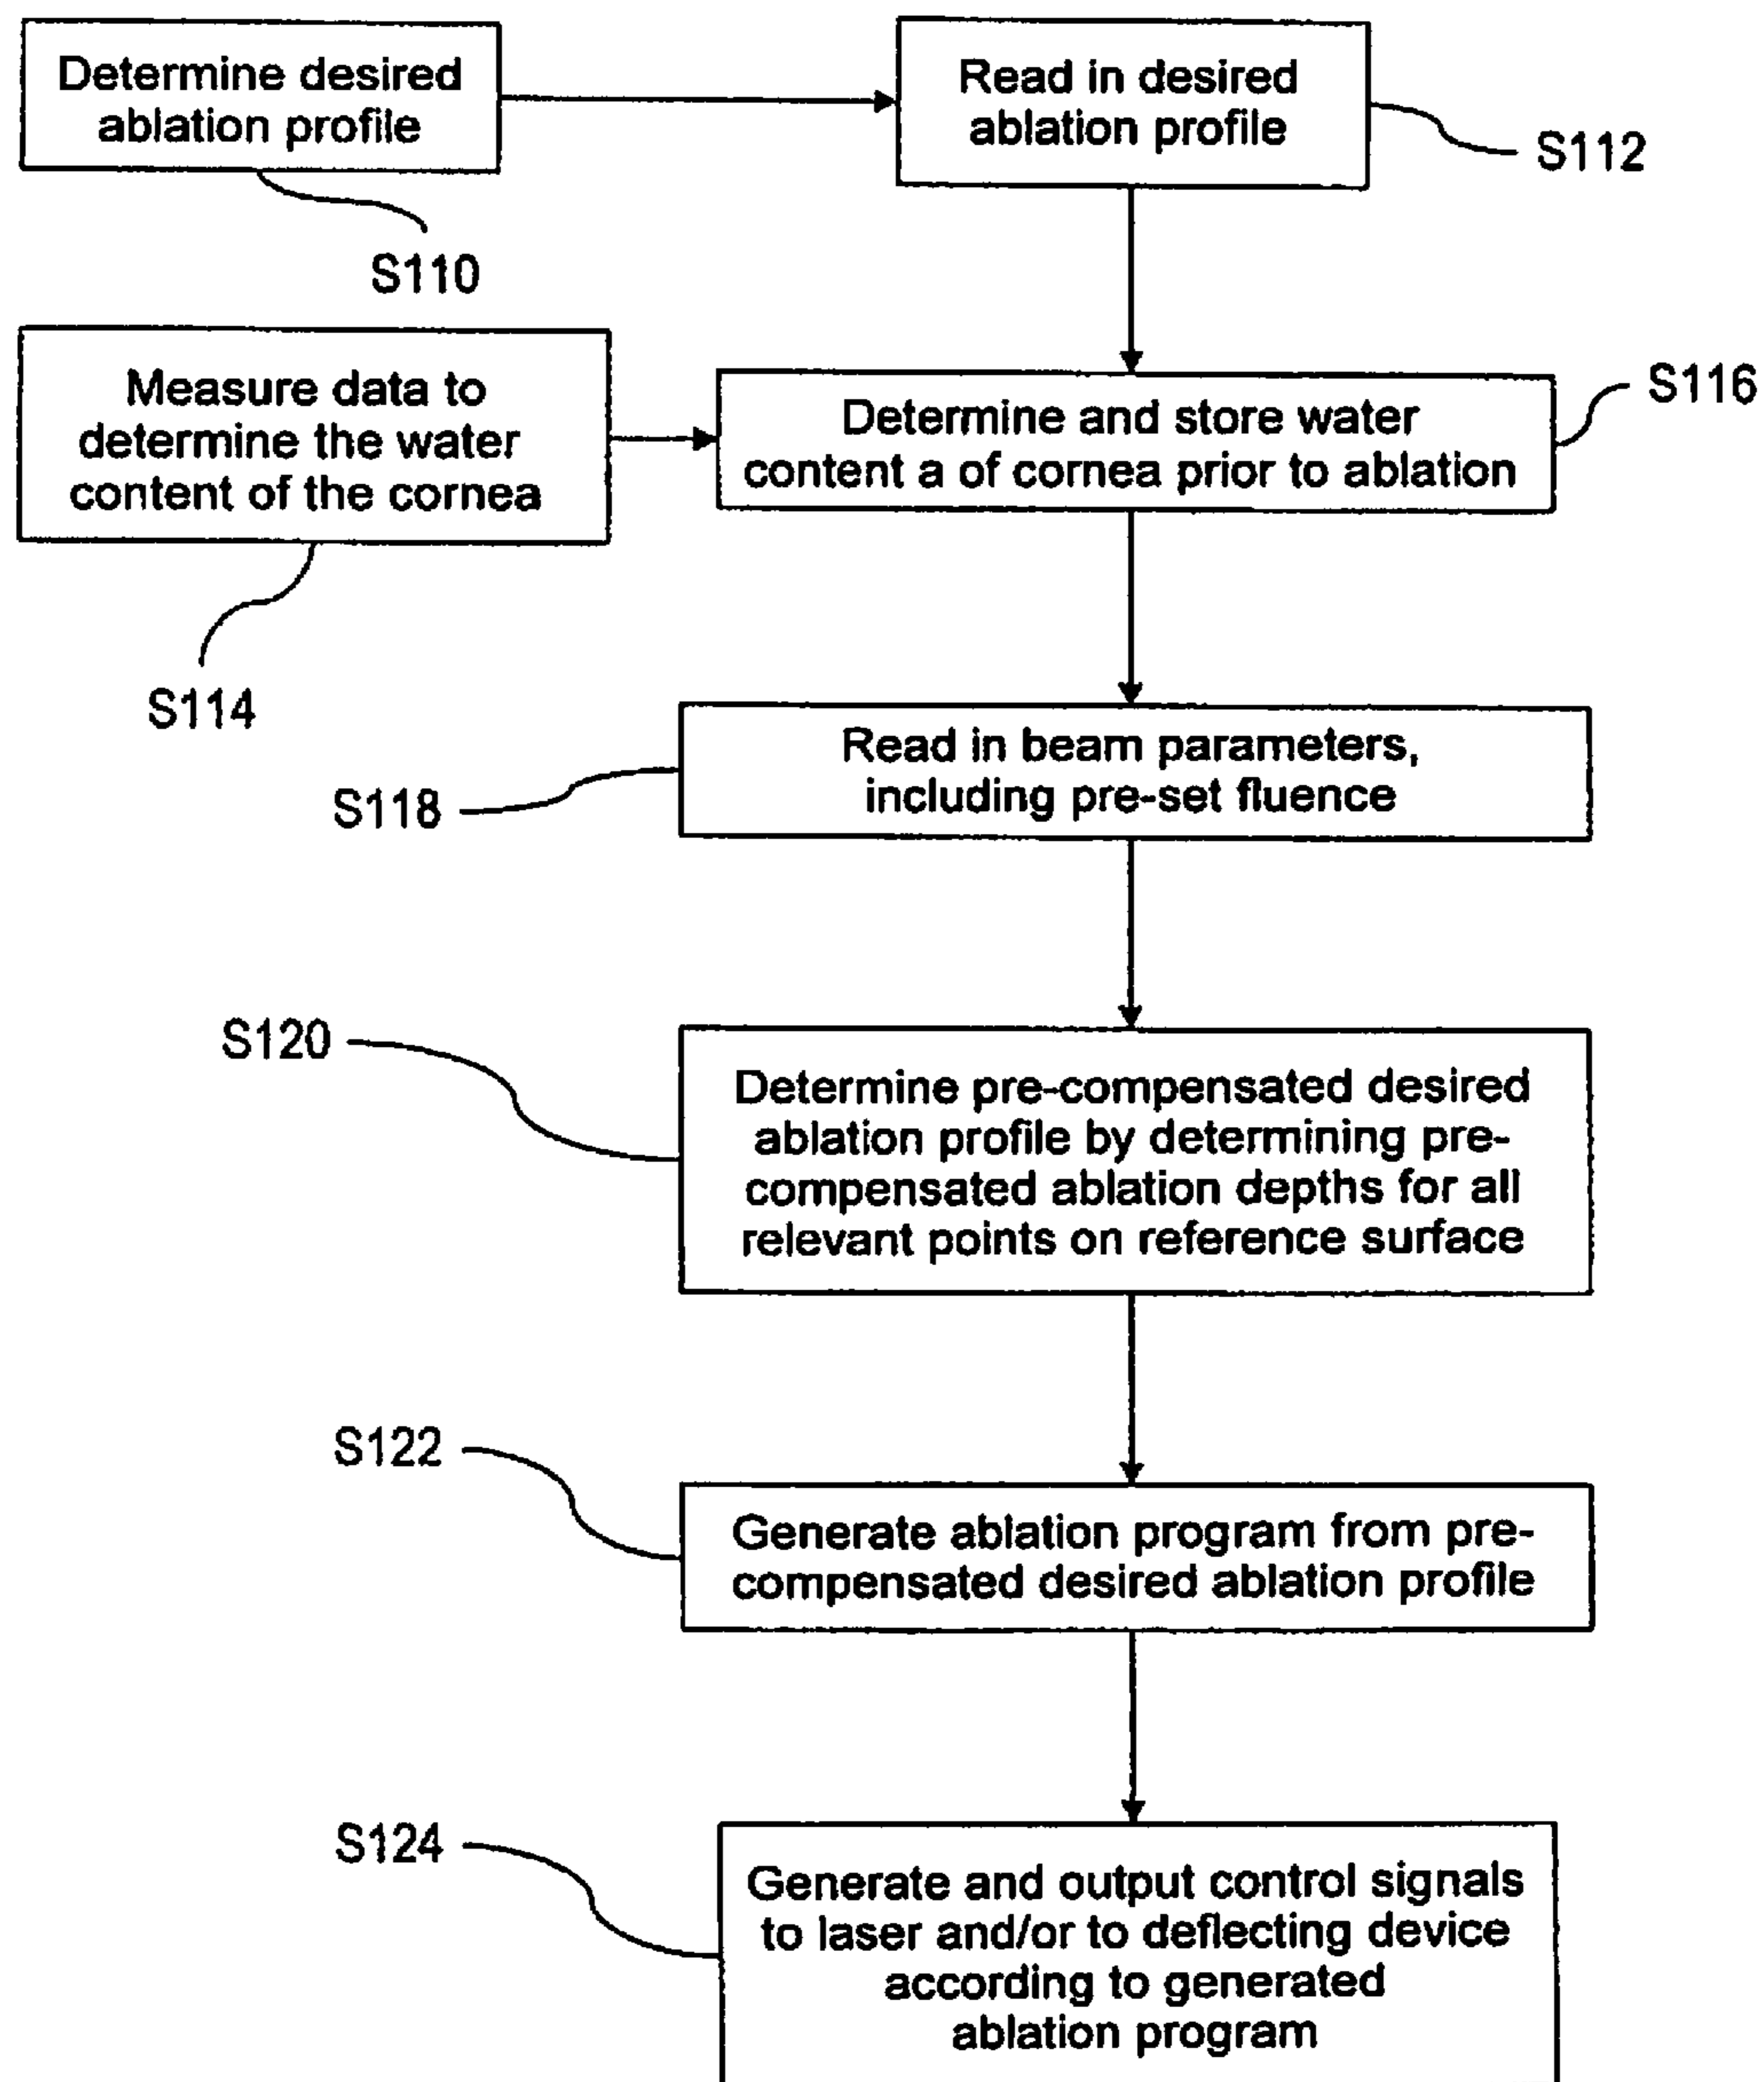 Determine desired
ablation profile
Read in desired
ablation profile
S112
S110
Measure data to
determine the water
content of the cornea
S114
Determine and store water
content a of cornea prior to ablation
S116
Read in beam parameters,
including pre-set fluence
S118
S120
Determine pre-compensated desired
ablation profile by determining pre-
compensated ablation depths for all
relevant points on reference surface
S122
Generate ablation program from pre-
compensated desired ablation profile
S124
Generate and output control signals
to laser and/or to deflecting device
according to generated
ablation program